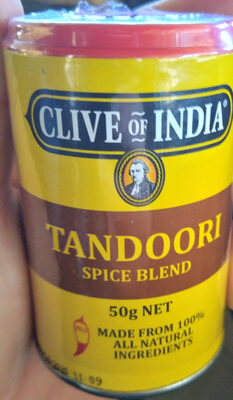 CLIVE OF INDIA®
TANDOORI
SPICE BLEND
50g NET
MADE FROM 100%
ALL NATURAL
INGREDIENTS